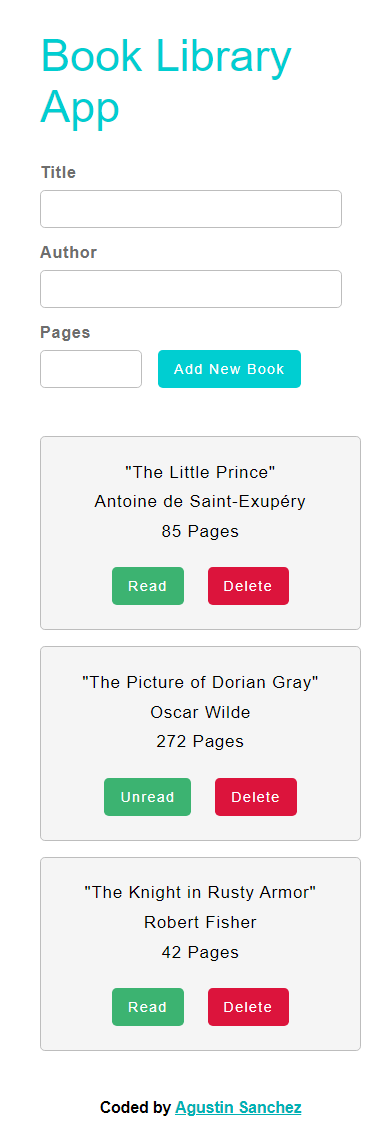 Book Library
App
Title
Author
Pages
Add New Book
"The Little Prince"
Antoine de Saint-Exupéry
85 Pages
Read Delete
"The Picture of Dorian Gray"
Oscar Wilde
272 Pages
Unread Delete
"The Knight in Rusty Armor"
Robert Fisher
42 Pages
Read Delete
Coded by Agustin Sanchez